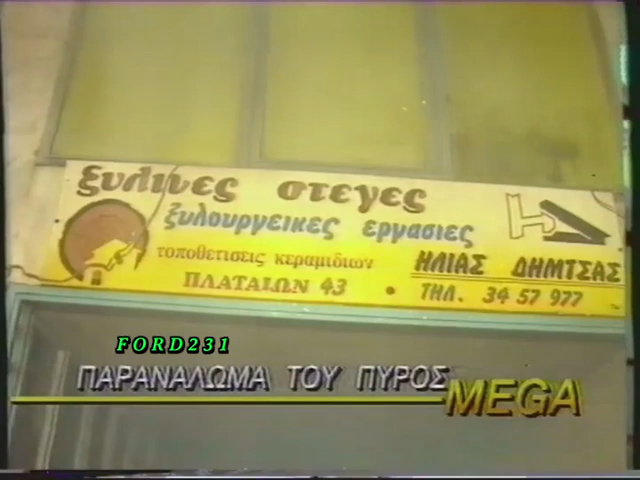 ξυλινες στεγες
ξυλουργεικες εργασιες
τοποθετισεις κεραμιδιων
ΠΛΑΤΑΙΩΝ 43
ΗΛΙΑΣ ΔΗΜΤΣΑΣ
ΤΗΛ. 34 57 977
FORD231
ΠΑΡΑΝΑΛΩΜΑ ΤΟΥ ΠΥΡΟΣ
MEGA